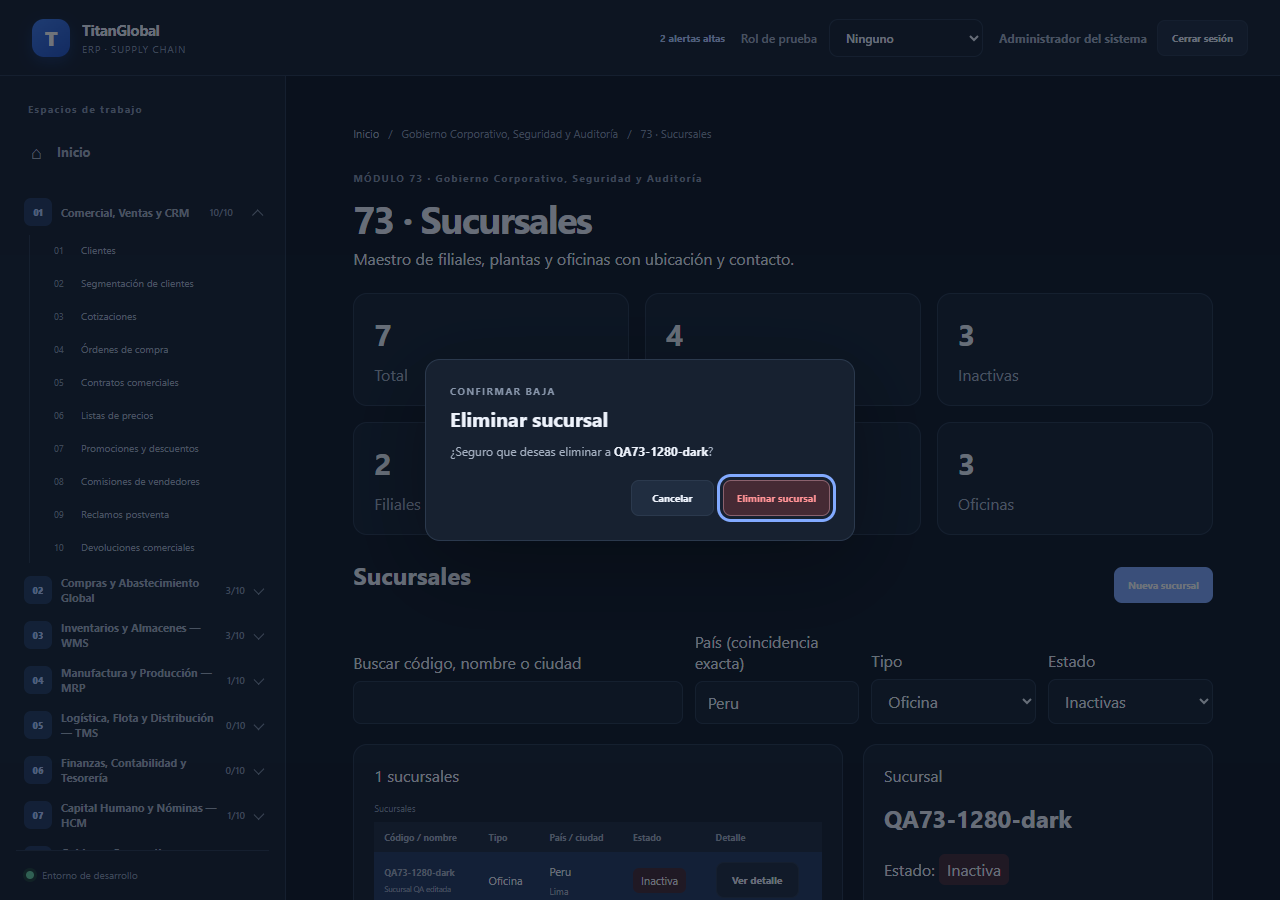 T
TitanGlobal
ERP · SUPPLY CHAIN
2 alertas altas
Rol de prueba
Ninguno
Administrador del sistema
Cerrar sesión
Espacios de trabajo
Inicio
01 Comercial, Ventas y CRM 10/10
01 Clientes
02 Segmentación de clientes
03 Cotizaciones
04 Órdenes de compra
05 Contratos comerciales
06 Listas de precios
07 Promociones y descuentos
08 Comisiones de vendedores
09 Reclamos postventa
10 Devoluciones comerciales
02 Compras y Abastecimiento
Global 3/10
03 Inventarios y Almacenes —
WMS 3/10
04 Manufactura y Producción —
MRP 1/10
05 Logística, Flota y Distribución
— TMS 0/10
06 Finanzas, Contabilidad y
Tesorería 0/10
07 Capital Humano y Nóminas —
HCM 1/10
Entorno de desarrollo
Inicio / Gobierno Corporativo, Seguridad y Auditoría / 73 · Sucursales
MÓDULO 73 · Gobierno Corporativo, Seguridad y Auditoría
73 · Sucursales
Maestro de filiales, plantas y oficinas con ubicación y contacto.
7
Total
4
3
Inactivas
2
Filiales
3
Oficinas
CONFIRMAR BAJA
Eliminar sucursal
¿Seguro que deseas eliminar a QA73-1280-dark?
Cancelar
Eliminar sucursal
Sucursales
Nueva sucursal
Buscar código, nombre o ciudad
País (coincidencia
exacta)
Peru
Tipo
Oficina
Estado
Inactivas
1 sucursales
Sucursales
Código / nombre Tipo País / ciudad Estado Detalle
QA73-1280-dark
Sucursal QA editada
Oficina
Peru
Lima
Inactiva
Ver detalle
Sucursal
QA73-1280-dark
Estado: Inactiva